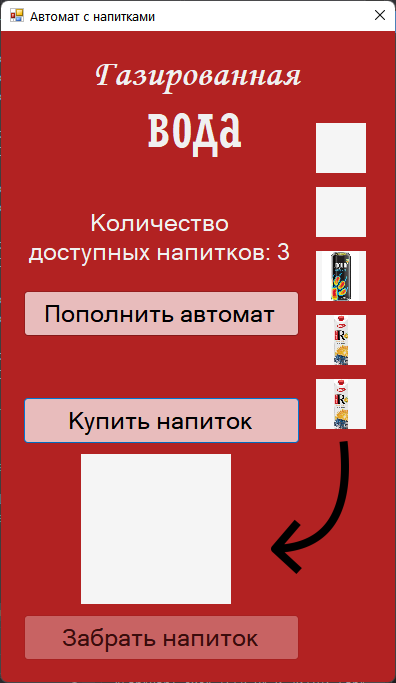 Автомат с напитками
Газированная
вода
Количество
доступных напитков: 3
Пополнить автомат
Купить напиток
Забрать напиток